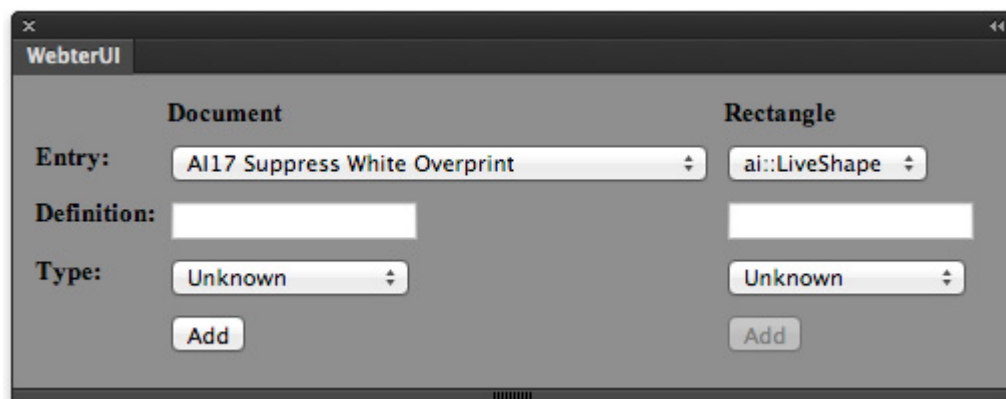 WebterUI
Document Rectangle
Entry: AI17 Suppress White Overprint ai::LiveShape
Definition:
Type: Unknown Unknown
Add Add